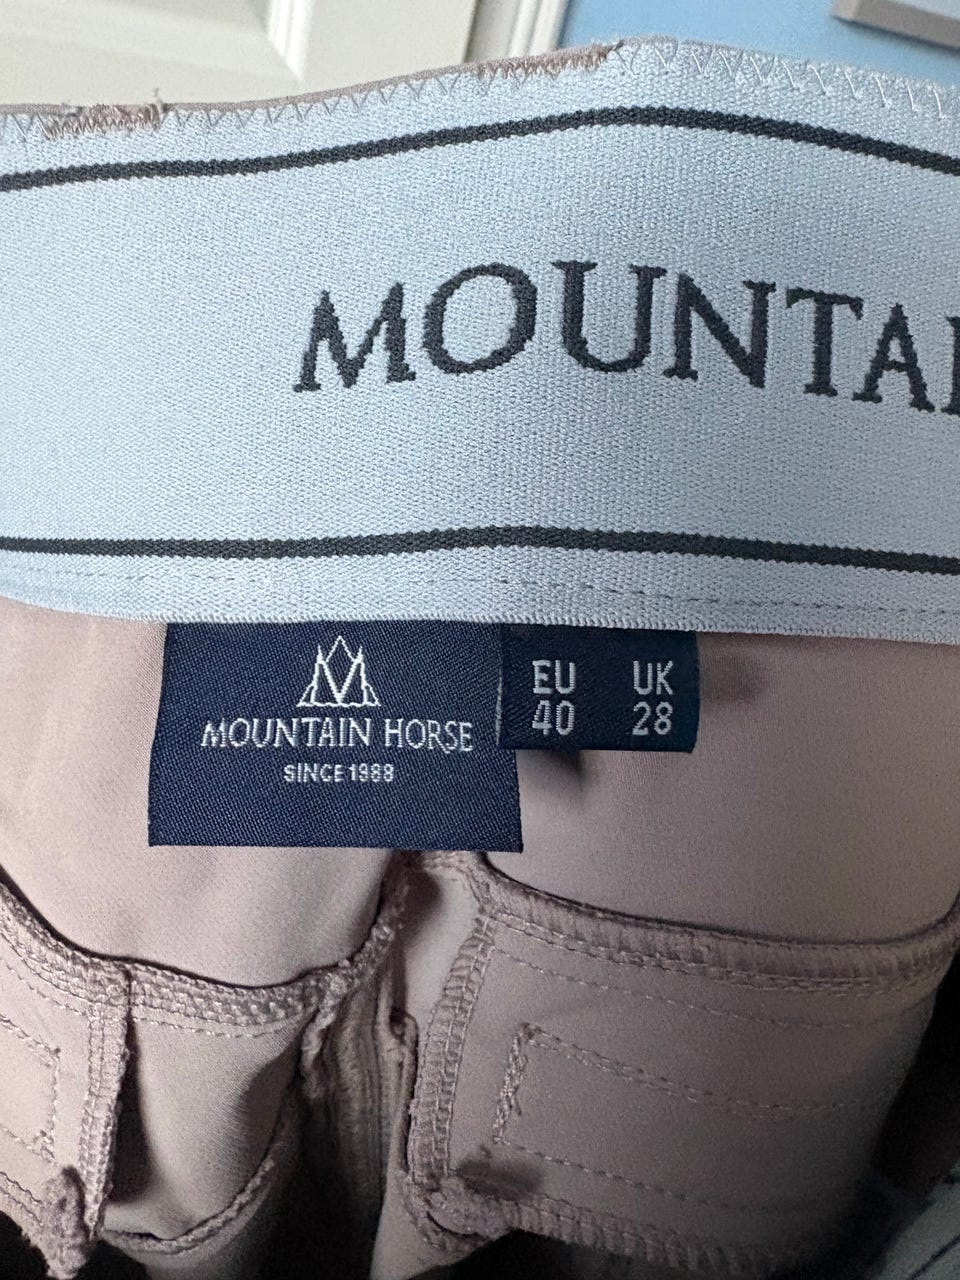 MOUNTAI
MOUNTAIN HORSE
SINCE 1988
EU UK
40 28